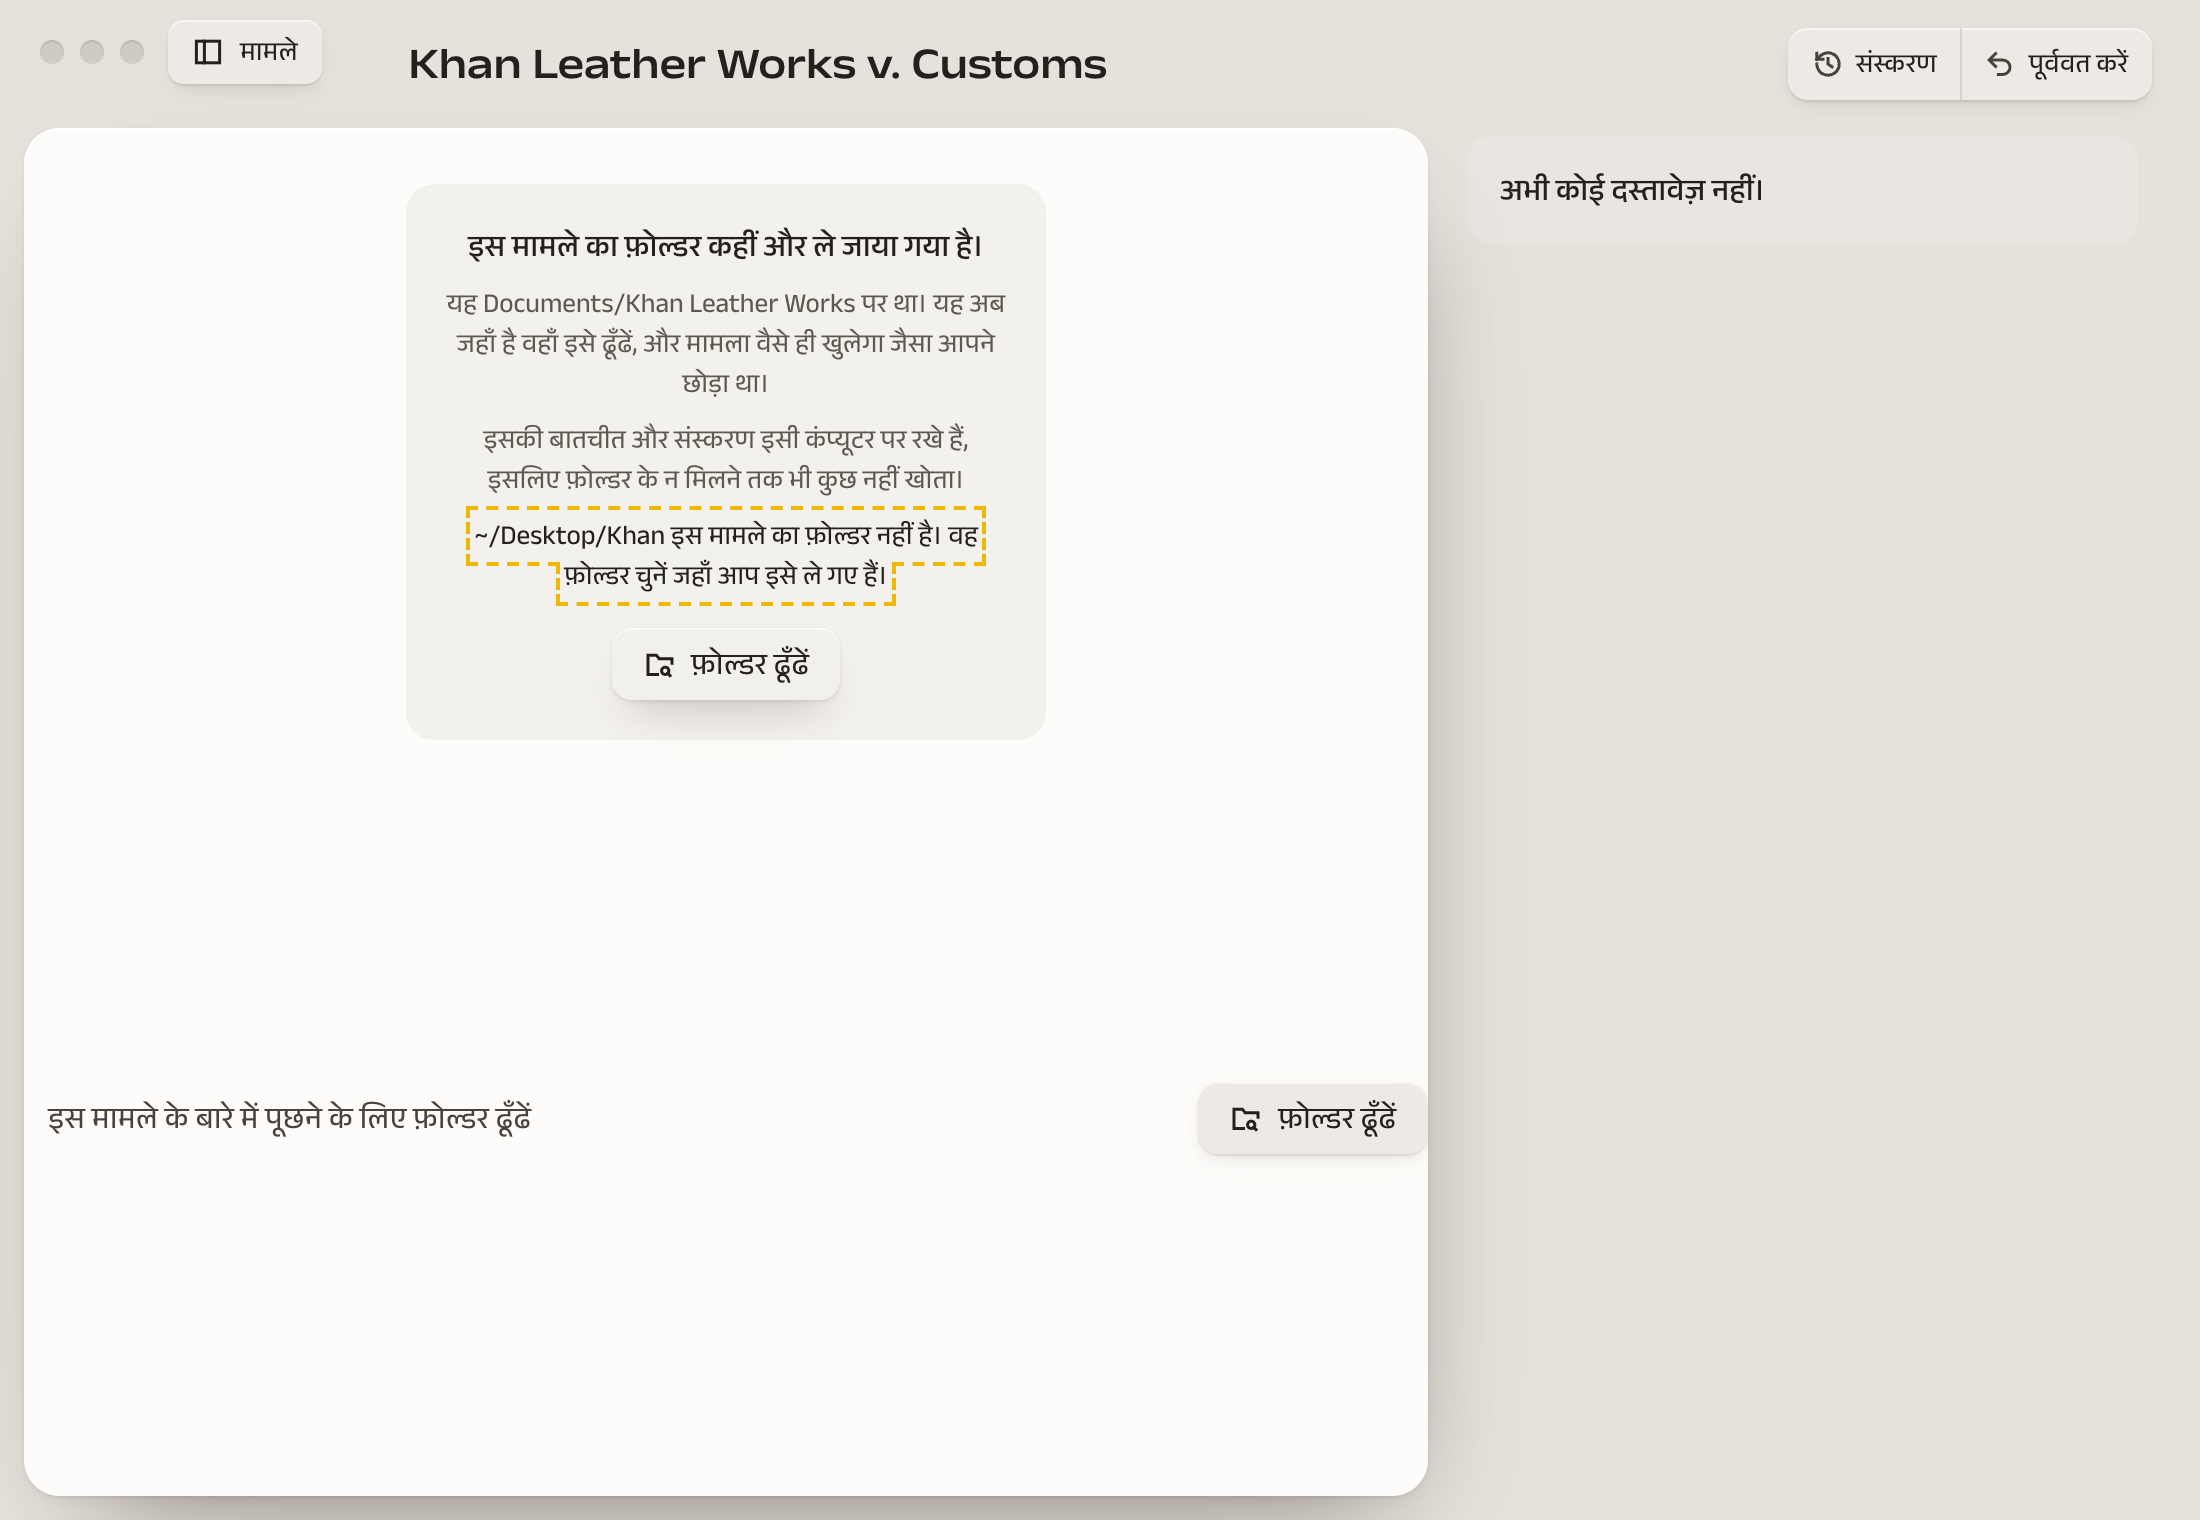 मामले
Khan Leather Works v. Customs
संस्करण
पूर्ववत करें
इस मामले का फ़ोल्डर कहीं और ले जाया गया है।
यह Documents/Khan Leather Works पर था। यह अब
जहाँ है वहाँ इसे ढूँढें, और मामला वैसे ही खुलेगा जैसा आपने
छोड़ा था।
इसकी बातचीत और संस्करण इसी कंप्यूटर पर रखे हैं,
इसलिए फ़ोल्डर के न मिलने तक भी कुछ नहीं खोता।
~/Desktop/Khan इस मामले का फ़ोल्डर नहीं है। वह
फ़ोल्डर चुनें जहाँ आप इसे ले गए हैं।
फ़ोल्डर ढूँढें
इस मामले के बारे में पूछने के लिए फ़ोल्डर ढूँढें
फ़ोल्डर ढूँढें
अभी कोई दस्तावेज़ नहीं।